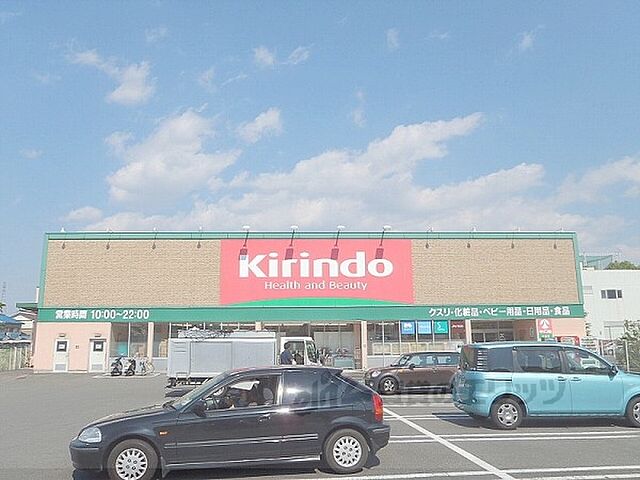 Kirindo
Health and Beauty
営業時間 10:00~22:00
クスリ・化粧品・ベビー用品・日用品・食品